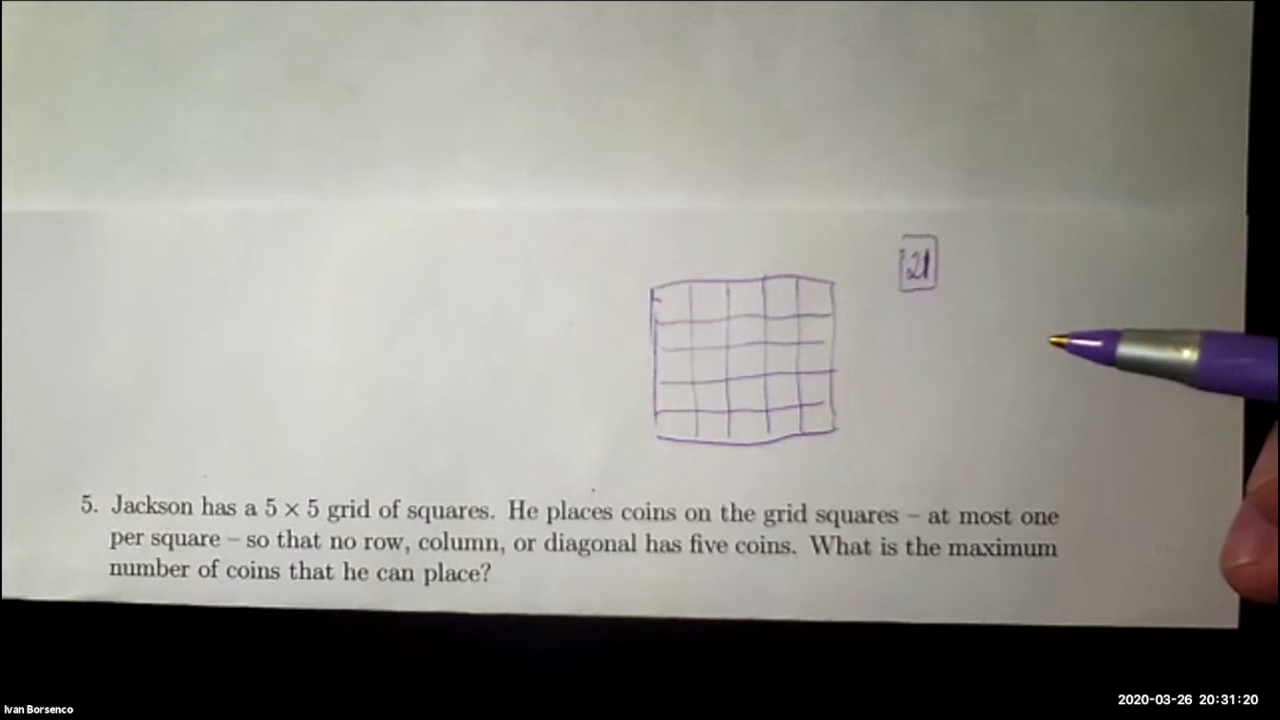 21
5. Jackson has a 5 × 5 grid of squares. He places coins on the grid squares – at most one
per square – so that no row, column, or diagonal has five coins. What is the maximum
number of coins that he can place?
Ivan Borsenco
2020-03-26 20:31:20